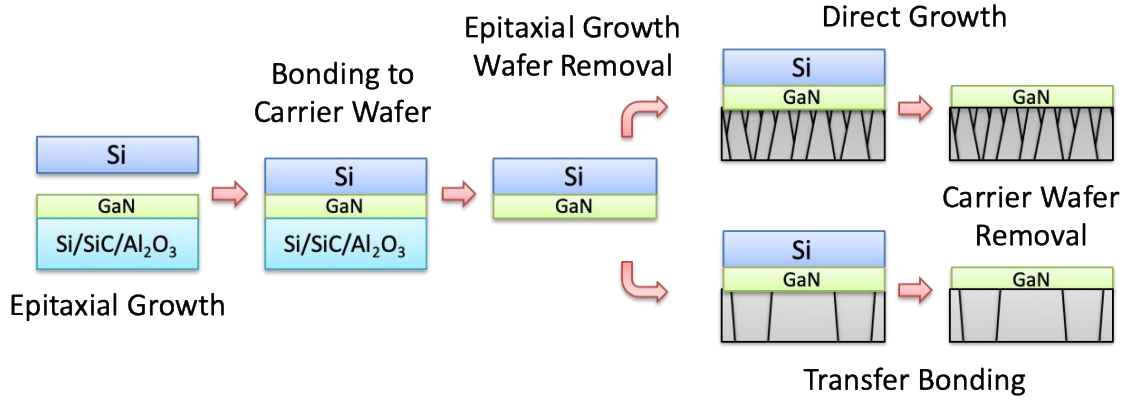 Direct Growth
Epitaxial Growth
Wafer Removal
Bonding to
Carrier Wafer
Si
GaN
Si/SiC/Al₂O₃
Epitaxial Growth
Si
GaN
Si/SiC/Al₂O₃
Si
GaN
Si
GaN
GaN
Carrier Wafer
Removal
Si
GaN
GaN
Transfer Bonding